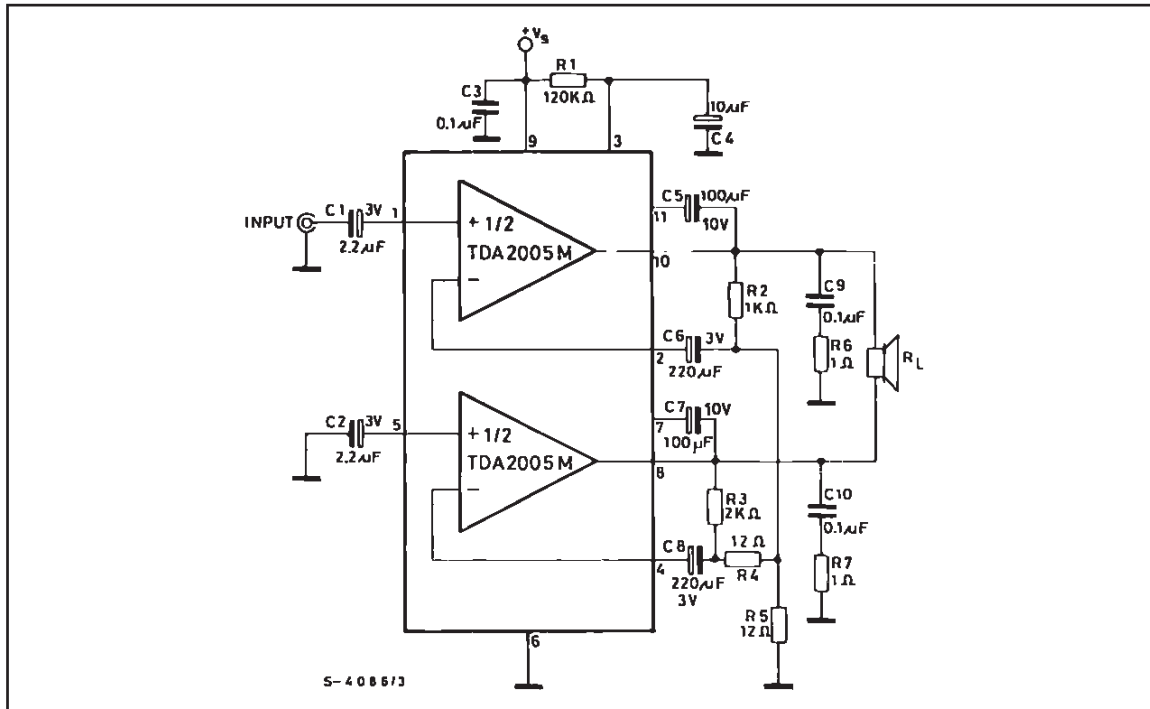 +Vs
R1
120KΩ
C3
0.1µF
10µF
C4
9
3
C1
3V
1
INPUT
2.2µF
+ 1/2
TDA2005M
−
C5
100µF
11
10V
10
R2
1KΩ
C9
0.1µF
R6
1Ω
RL
C6
3V
2
220µF
C2
3V
5
2.2µF
+ 1/2
TDA2005M
−
C7
10V
7
100µF
8
R3
2KΩ
C10
0.1µF
C8
12Ω
4
220µF
R4
3V
R7
1Ω
R5
12Ω
6
S-4086/3